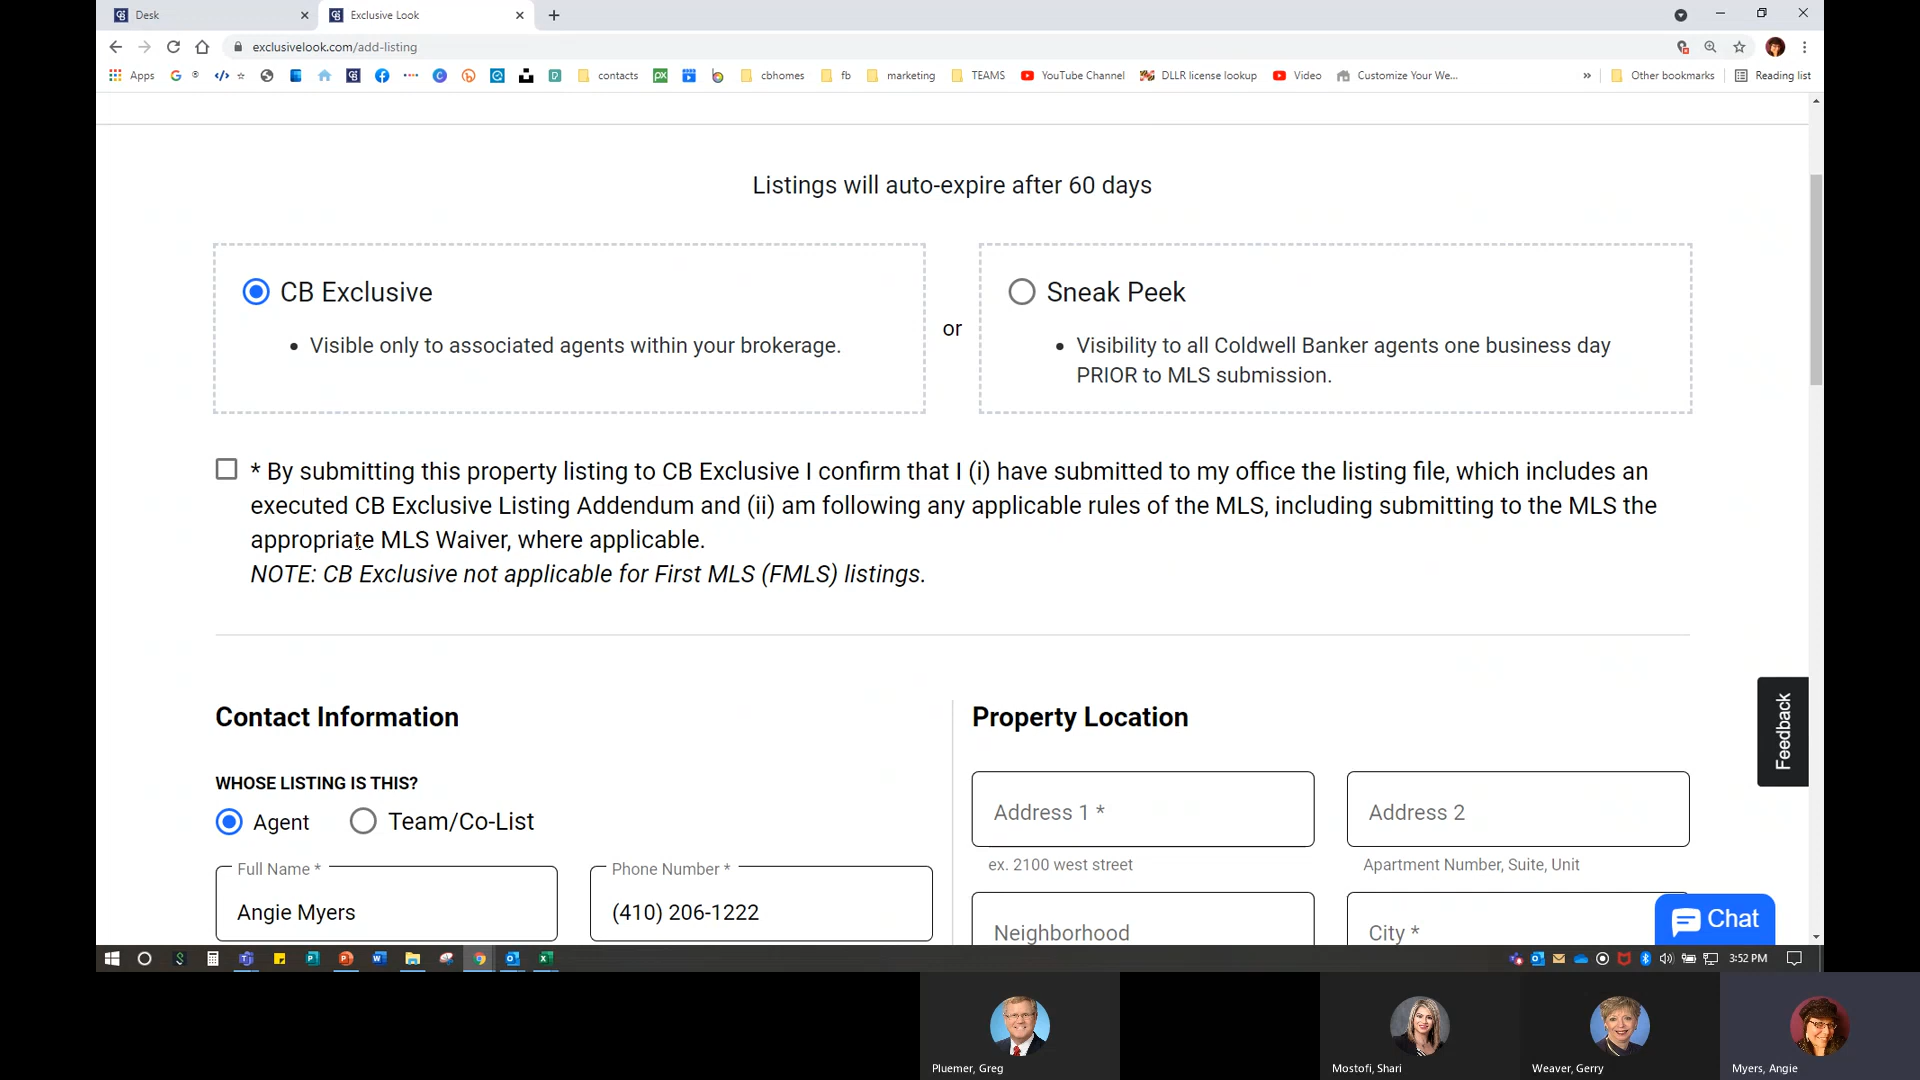 Desk
Exclusive Look
exclusivelook.com/add-listing
Apps
contacts
cbhomes
fb
marketing
TEAMS
YouTube Channel
DLLR license lookup
Video
Customize Your We...
»
Other bookmarks
Reading list
Listings will auto-expire after 60 days
CB Exclusive
• Visible only to associated agents within your brokerage.
or
Sneak Peek
• Visibility to all Coldwell Banker agents one business day
PRIOR to MLS submission.
* By submitting this property listing to CB Exclusive I confirm that I (i) have submitted to my office the listing file, which includes an
executed CB Exclusive Listing Addendum and (ii) am following any applicable rules of the MLS, including submitting to the MLS the
appropriate MLS Waiver, where applicable.
NOTE: CB Exclusive not applicable for First MLS (FMLS) listings.
Contact Information
WHOSE LISTING IS THIS?
Agent
Team/Co-List
Full Name *
Angie Myers
Phone Number *
(410) 206-1222
Property Location
Address 1 *
ex. 2100 west street
Address 2
Apartment Number, Suite, Unit
Neighborhood
City *
Feedback
Chat
3:52 PM
Pluemer, Greg
Mostofi, Shari
Weaver, Gerry
Myers, Angie